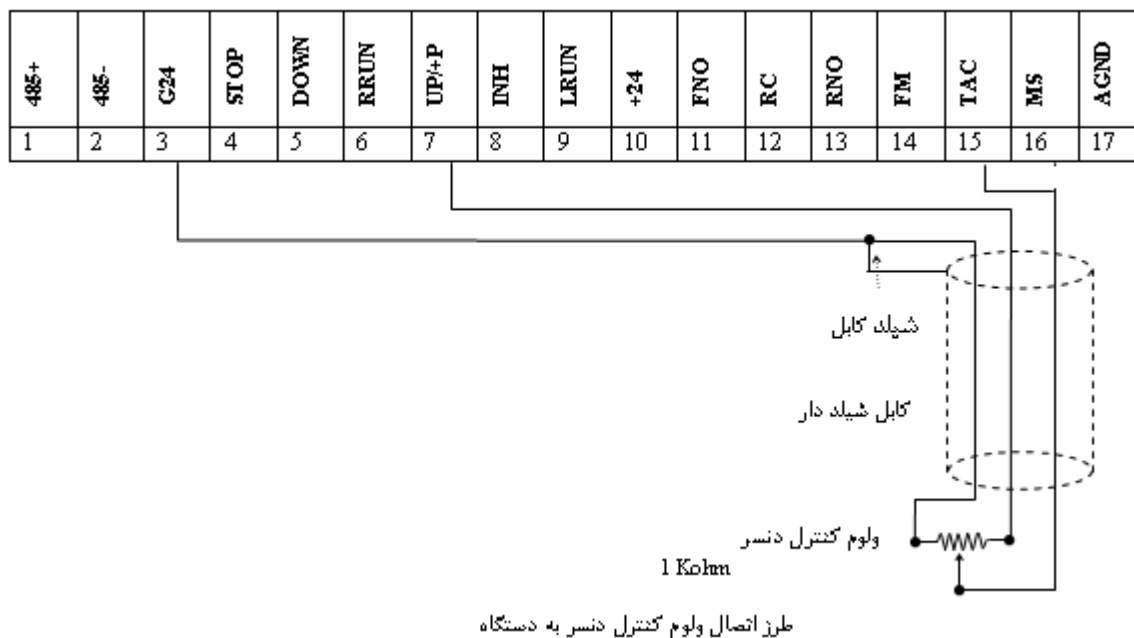 485+ 485- G24 STOP DOWN RRUN UP/+P INH LRUN +24 FNO RC RNO FM TAC MS AGND
1 2 3 4 5 6 7 8 9 10 11 12 13 14 15 16 17
شیلد کابل
کابل شیلد دار
ولوم کنترل دنسر
1 Kohm
طرز اتصال ولوم کنترل دنسر به دستگاه